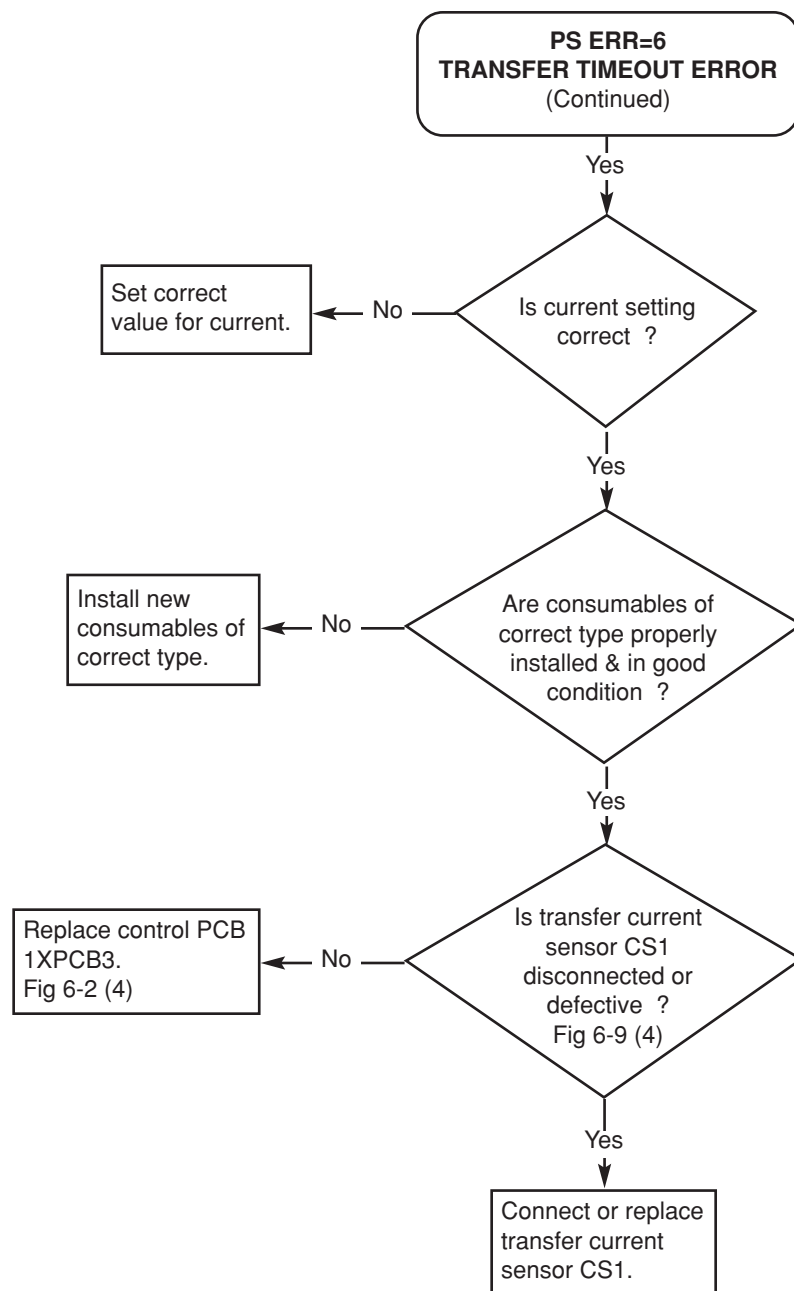 PS ERR=6
TRANSFER TIMEOUT ERROR
(Continued)
Yes
Is current setting
correct ?
No
Set correct
value for current.
Yes
Are consumables of
correct type properly
installed & in good
condition ?
No
Install new
consumables of
correct type.
Yes
Is transfer current
sensor CS1
disconnected or
defective ?
Fig 6-9 (4)
No
Replace control PCB
1XPCB3.
Fig 6-2 (4)
Yes
Connect or replace
transfer current
sensor CS1.